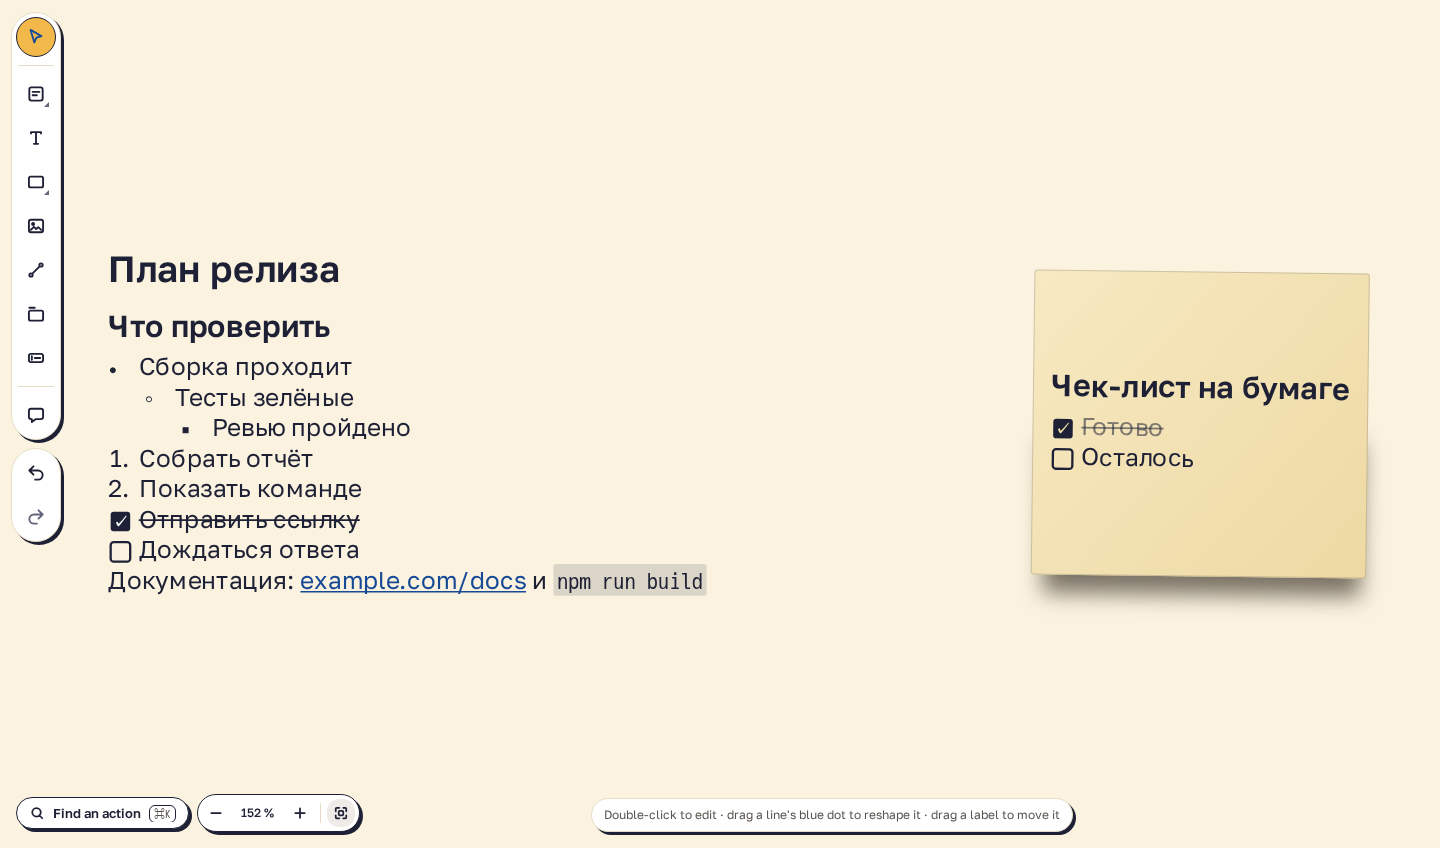 План релиза
Что проверить
• Сборка проходит
◦ Тесты зелёные
▪ Ревью пройдено
1. Собрать отчёт
2. Показать команде
☑ Отправить ссылку
☐ Дождаться ответа
Документация: example.com/docs и npm run build
Чек-лист на бумаге
☑ Готово
☐ Осталось
Find an action ⌘K
152 %
Double-click to edit · drag a line's blue dot to reshape it · drag a label to move it